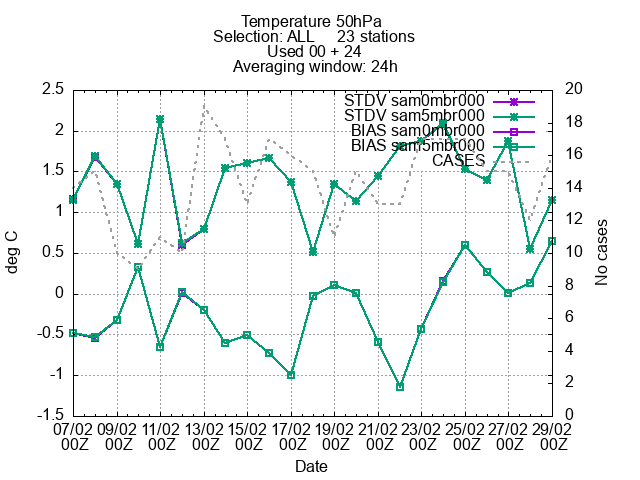 Temperature 50hPa
Selection: ALL 23 stations
Used 00 + 24
Averaging window: 24h
2.5
2
1.5
1
0.5
0
-0.5
-1
-1.5
deg C
STDV sam0mbr000
STDV sam5mbr000
BIAS sam0mbr000
BIAS sam5mbr000
CASES
20
18
16
14
12
10
8
6
4
2
0
No cases
07/02 09/02 11/02 13/02 15/02 17/02 19/02 21/02 23/02 25/02 27/02 29/02
00Z 00Z 00Z 00Z 00Z 00Z 00Z 00Z 00Z 00Z 00Z 00Z
Date